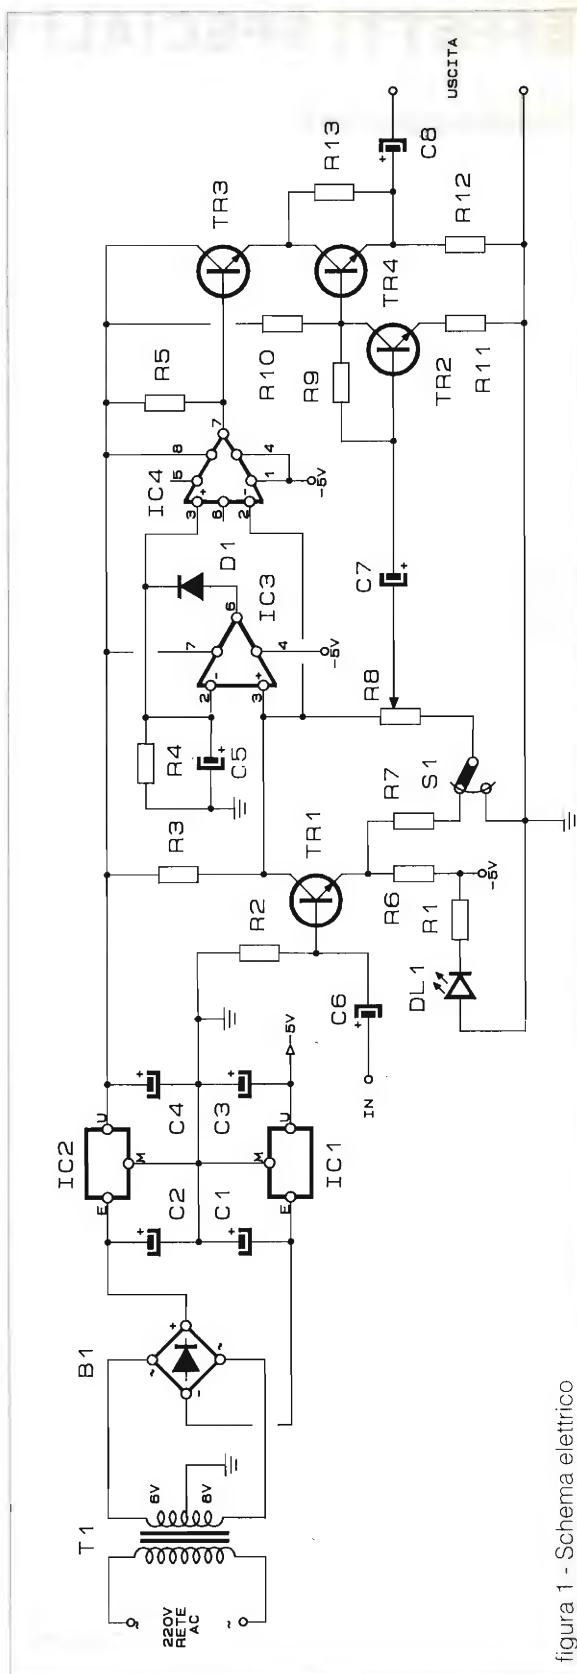 T1
220V
RETE
AC
~
~
6V
6V
B1
~
+
-
~
IC2
E
U
M
C2
C4
+
+
C1
C3
+
+
IC1
E
U
M
-5V
IN
C6
+
R2
R3
TR1
R6
R7
R1
DL1
-5V
S1
R4
C5
+
D1
IC3
2
-
3
+
7
6
4
-5V
R8
C7
+
IC4
3
+
6
2
-
5
8
7
1
4
-5V
R5
R10
R9
TR3
TR4
TR2
R11
R13
R12
C8
+
USCITA
figura 1 - Schema elettrico